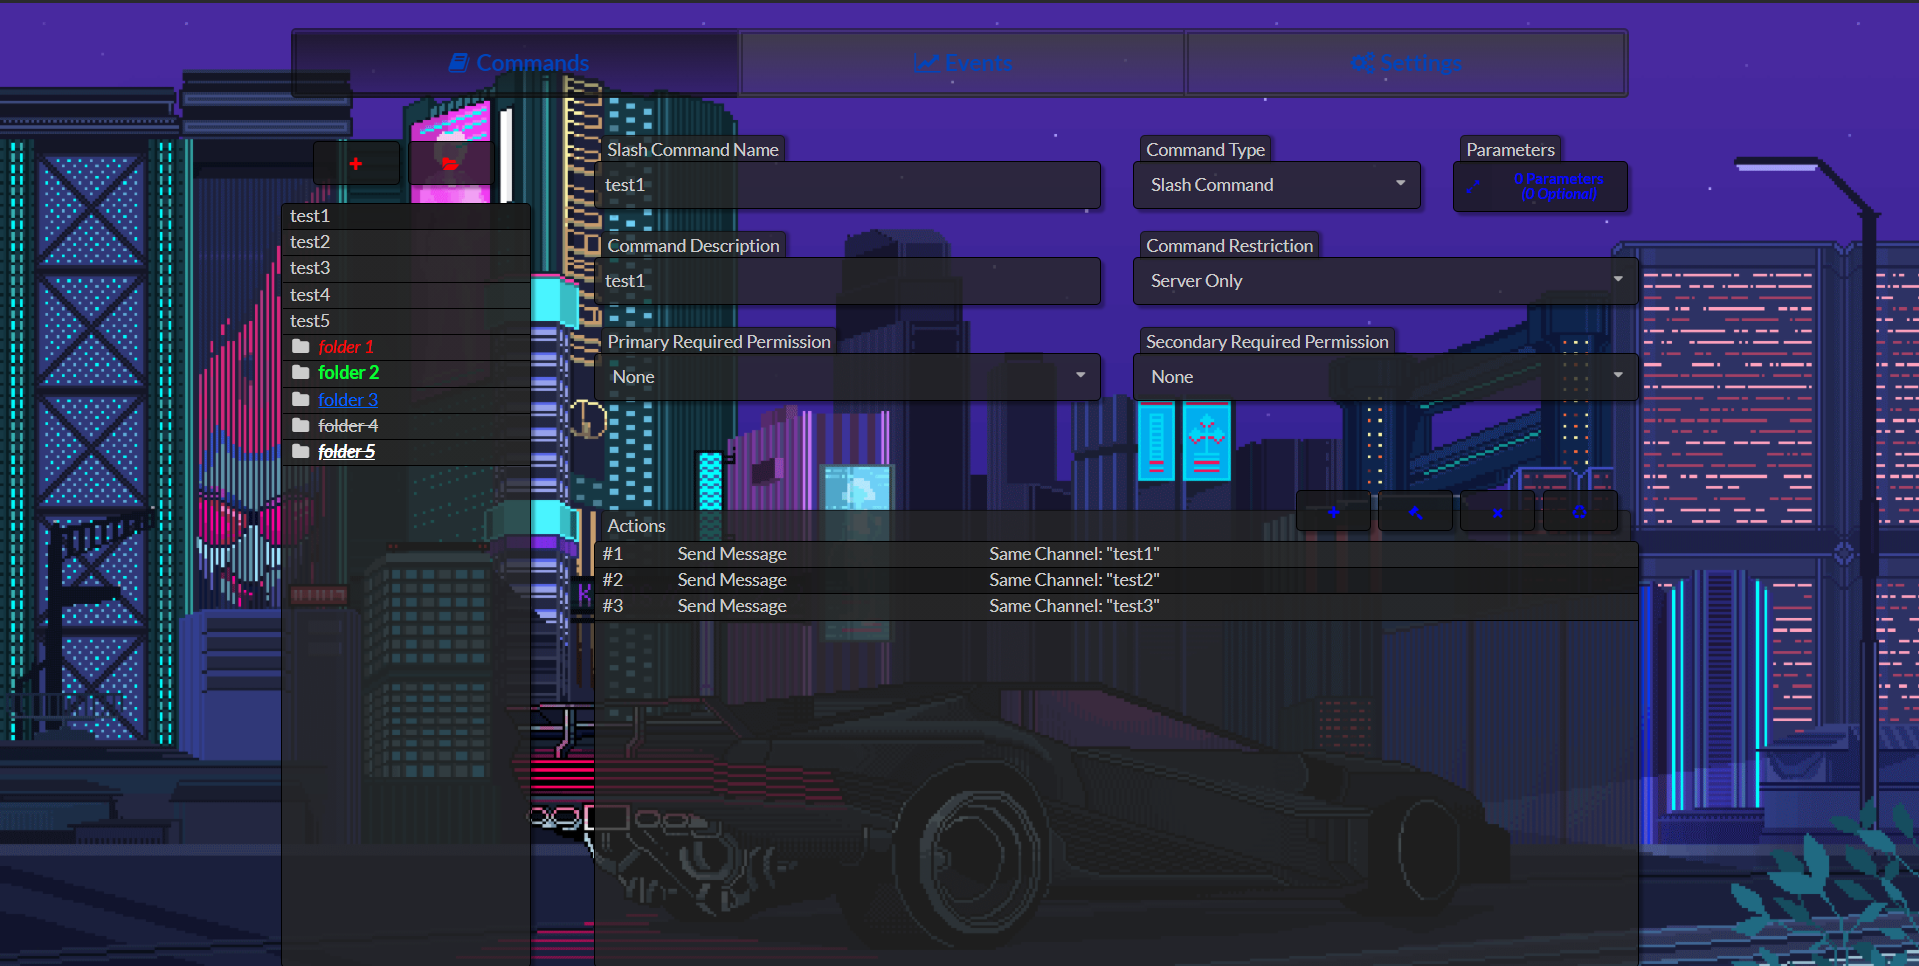 Commands
Events
Settings
Slash Command Name
test1
Command Type
Slash Command
Parameters
0 Parameters
(0 Optional)
test1
test2
test3
test4
test5
folder 1
folder 2
folder 3
folder 4
folder 5
Command Description
test1
Command Restriction
Server Only
Primary Required Permission
None
Secondary Required Permission
None
Actions
#1 Send Message Same Channel: "test1"
#2 Send Message Same Channel: "test2"
#3 Send Message Same Channel: "test3"